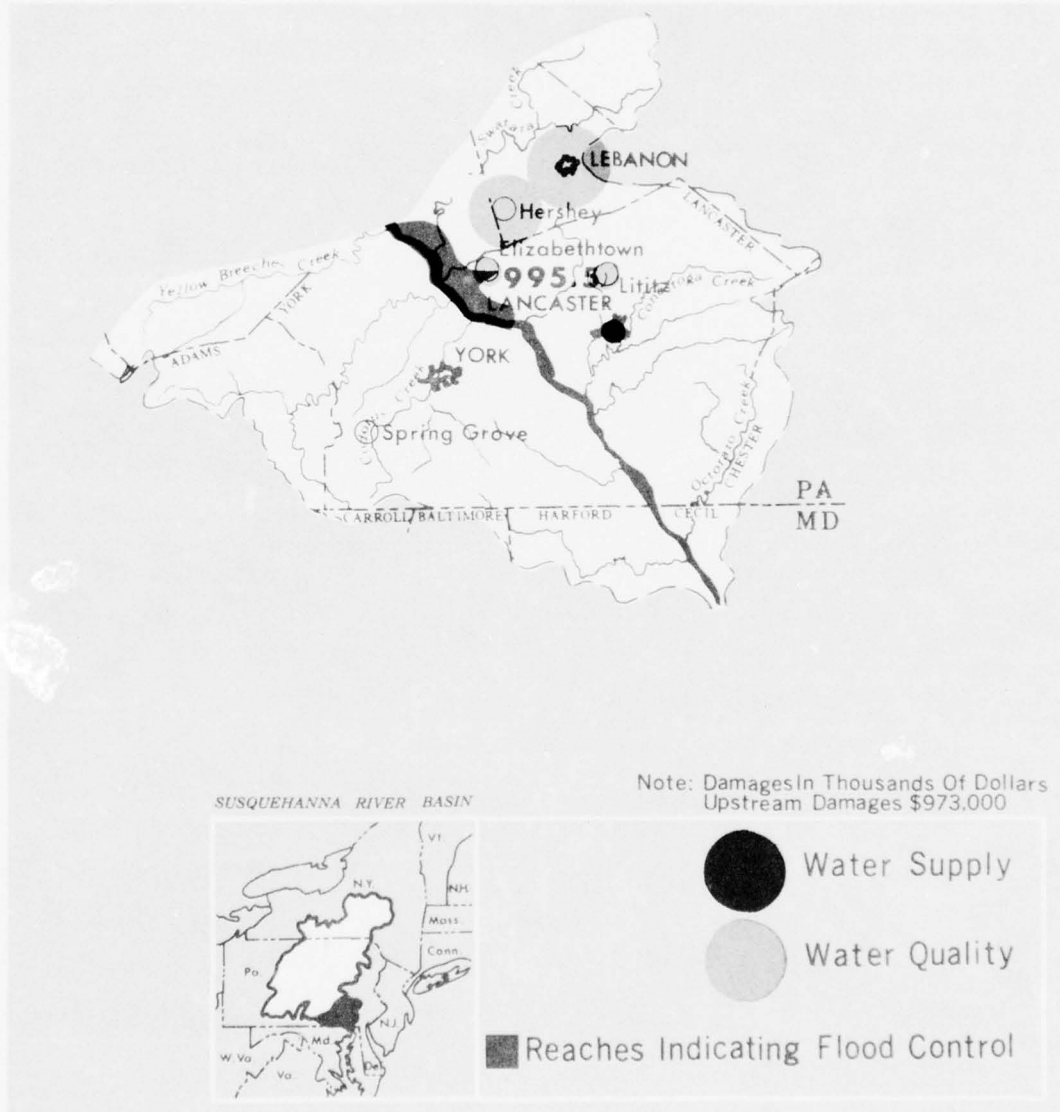 Swatara Creek
LEBANON
Hershey
LANCASTER
Elizabethtown
995.5
Lititz
LANCASTER
Yellow Breeches Creek
YORK
ADAMS
YORK
Creek
Spring Grove
Octoraro Creek
CHESTER
PA
MD
CARROLL
BALTIMORE
HARFORD
CECIL
Note: Damages In Thousands Of Dollars
Upstream Damages $973,000
SUSQUEHANNA RIVER BASIN
Vt.
N.Y.
N.H.
Mass.
Conn.
Pa.
N.J.
Md.
W.Va.
Va.
De.
Water Supply
Water Quality
Reaches Indicating Flood Control